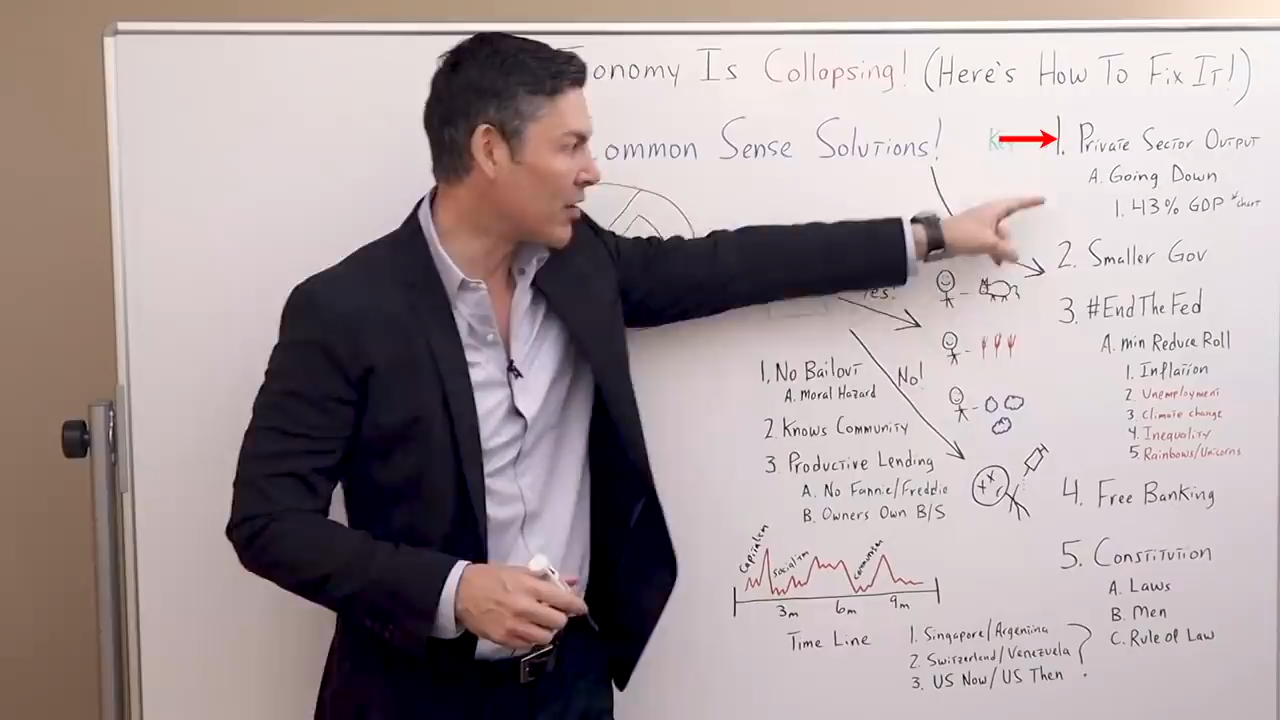 onomy Is Collapsing! (Here's How To Fix It!)
ommon Sense Solutions!
1. Private Sector Output
A. Going Down
1. 43% GDP *chart
2. Smaller Gov
Yes!
3. #EndTheFed
A. min Reduce Roll
1. Inflation
2. Unemployment
3. Climate change
4. Inequality
5. Rainbows/Unicorns
No!
1. No Bailout
A. Moral Hazard
2 Knows Community
3. Productive Lending
A. No Fannie/Freddie
B. Owners Own B/S
4. Free Banking
5. Constitution
A. Laws
B. Men
C. Rule of Law
Capitalism
socialism
communism
3m 6m 9m
Time Line
1. Singapore/Argentina
2. Switzerland/Venezuela
3. US Now/US Then
?